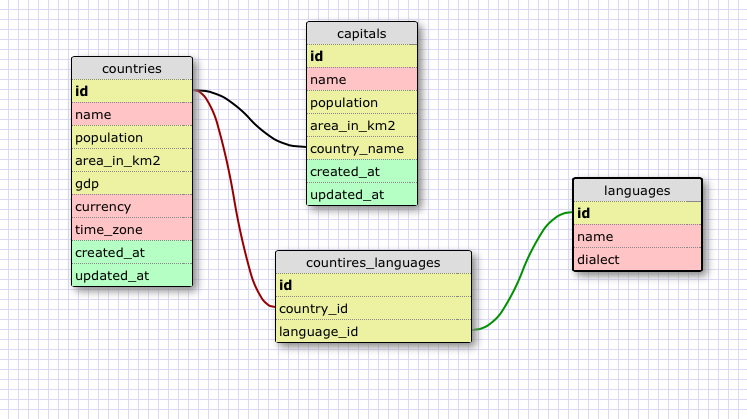 countries
id
name
population
area_in_km2
gdp
currency
time_zone
created_at
updated_at
capitals
id
name
population
area_in_km2
country_name
created_at
updated_at
countires_languages
id
country_id
language_id
languages
id
name
dialect